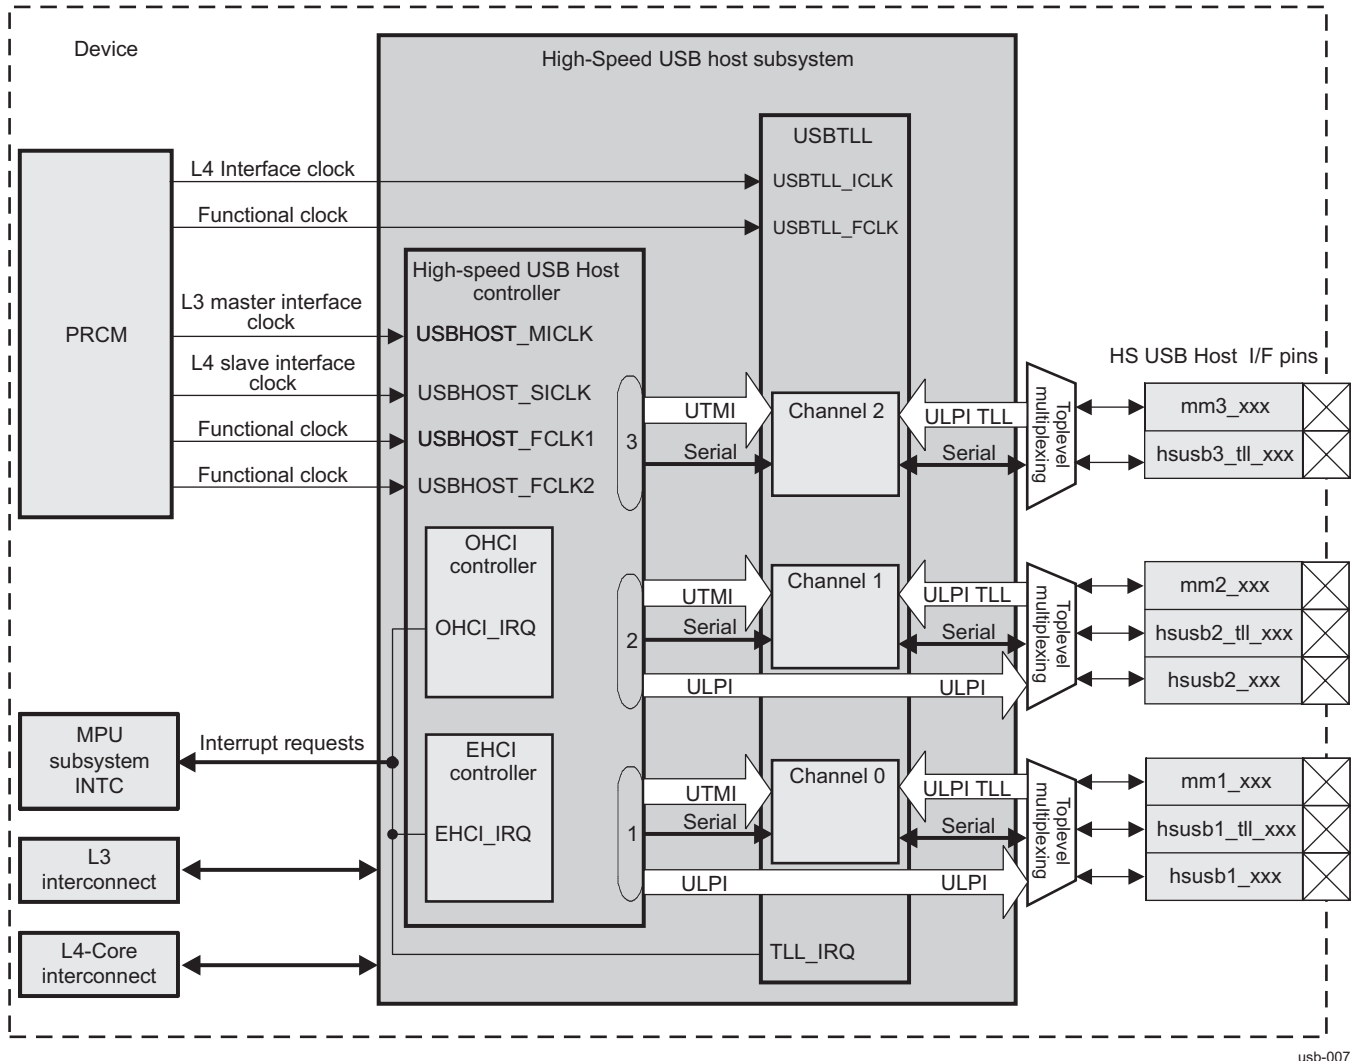 Device
High-Speed USB host subsystem
USBTLL
L4 Interface clock
USBTLL_ICLK
Functional clock
USBTLL_FCLK
High-speed USB Host
controller
PRCM
L3 master interface
clock
USBHOST_MICLK
L4 slave interface
clock
USBHOST_SICLK
Functional clock
USBHOST_FCLK1
Functional clock
USBHOST_FCLK2
3
UTMI
Serial
Channel 2
ULPI TLL
Serial
Toplevel
multiplexing
HS USB Host I/F pins
mm3_xxx
hsusb3_tll_xxx
OHCI
controller
OHCI_IRQ
2
UTMI
Serial
Channel 1
ULPI TLL
Serial
ULPI
ULPI
Toplevel
multiplexing
mm2_xxx
hsusb2_tll_xxx
hsusb2_xxx
MPU
subsystem
INTC
Interrupt requests
EHCI
controller
EHCI_IRQ
1
UTMI
Serial
Channel 0
ULPI TLL
Serial
ULPI
ULPI
Toplevel
multiplexing
mm1_xxx
hsusb1_tll_xxx
hsusb1_xxx
L3
interconnect
L4-Core
interconnect
TLL_IRQ
usb-007